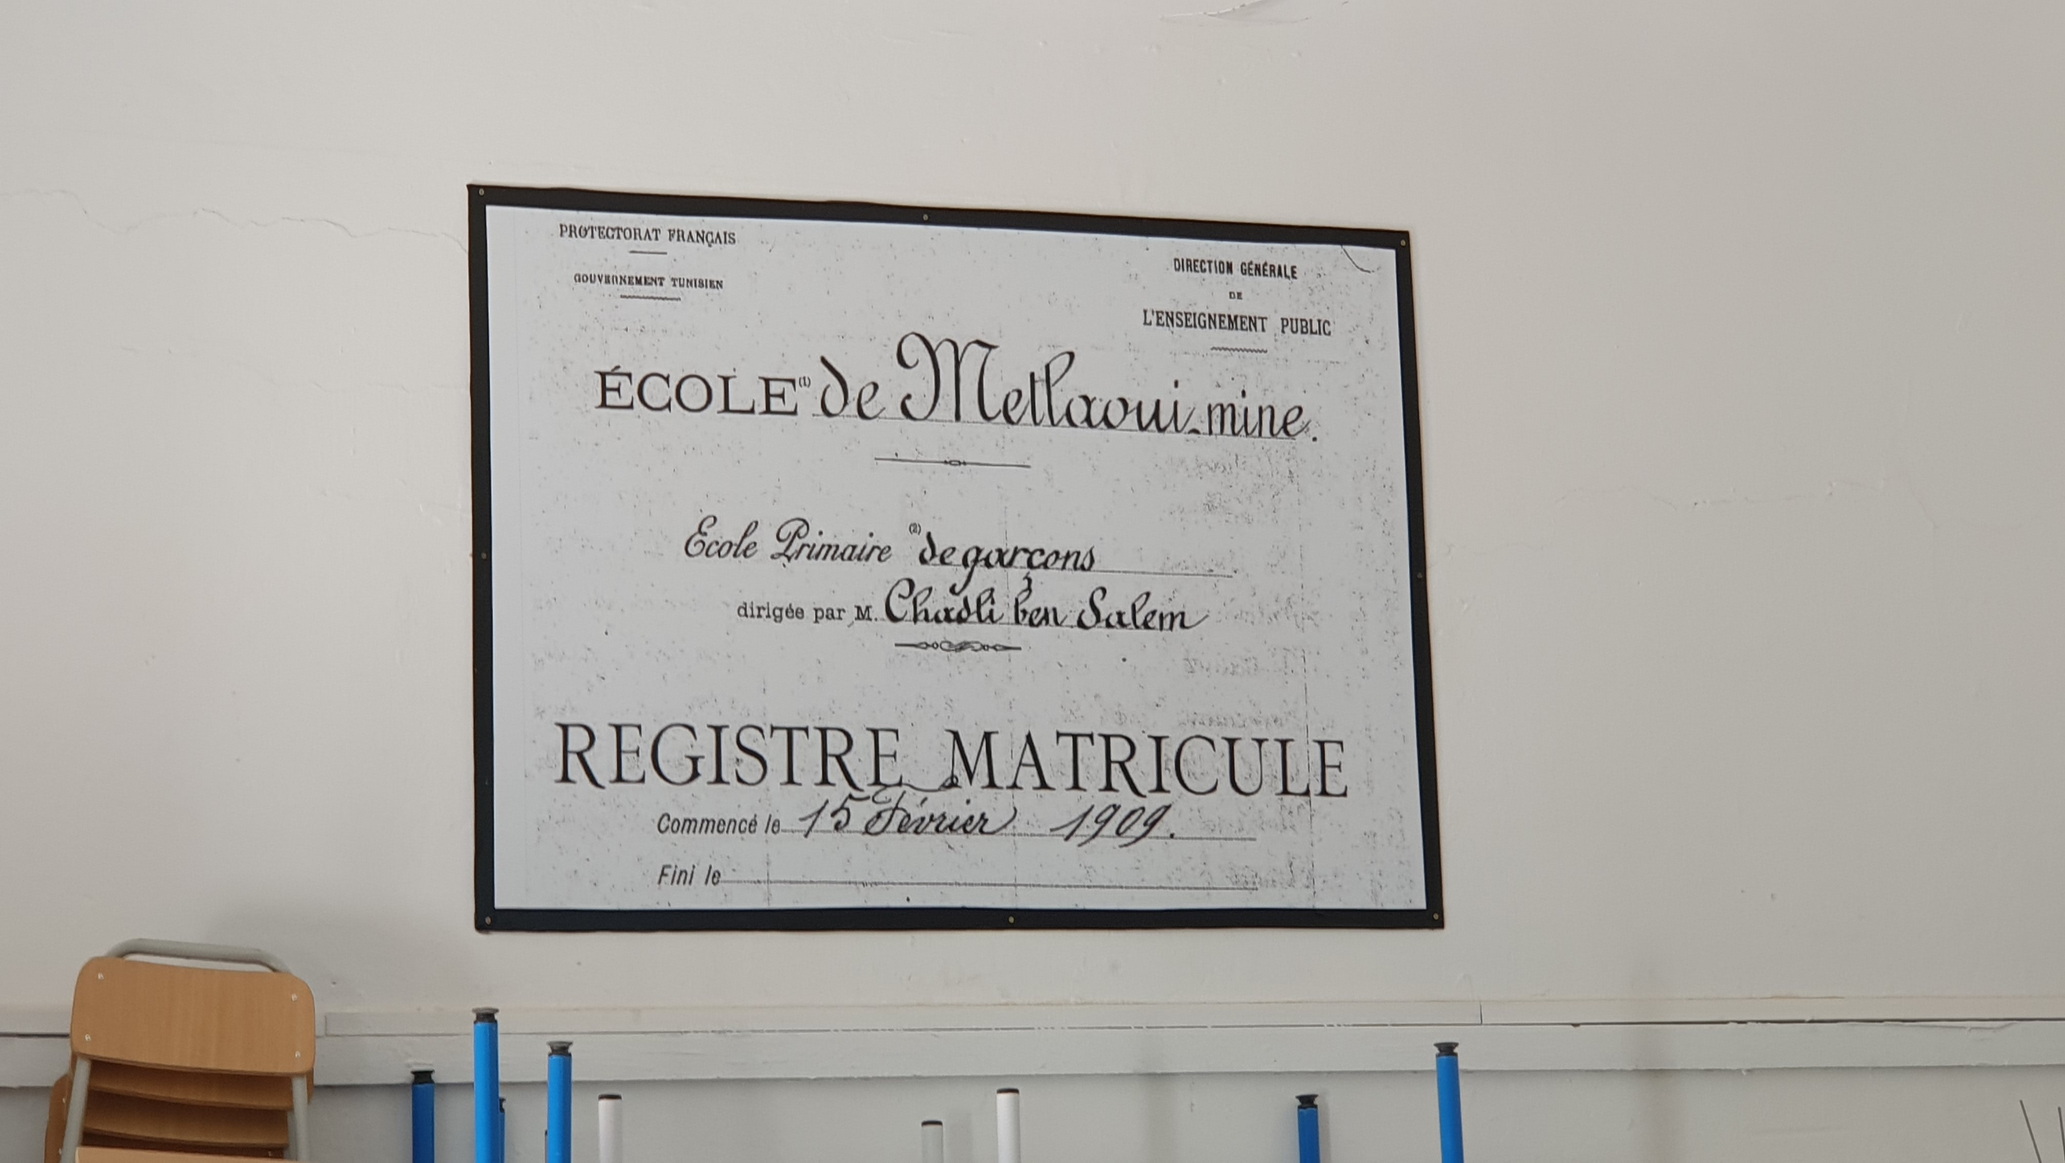 PROTECTORAT FRANÇAIS
GOUVERNEMENT TUNISIEN
DIRECTION GÉNÉRALE
DE
L'ENSEIGNEMENT PUBLIC
ÉCOLE (1) de Metlaoui-mine.
Ecole Primaire (2) de garçons
dirigée par M. Chadli ben Salem
REGISTRE MATRICULE
Commencé le 15 Février 1909.
Fini le